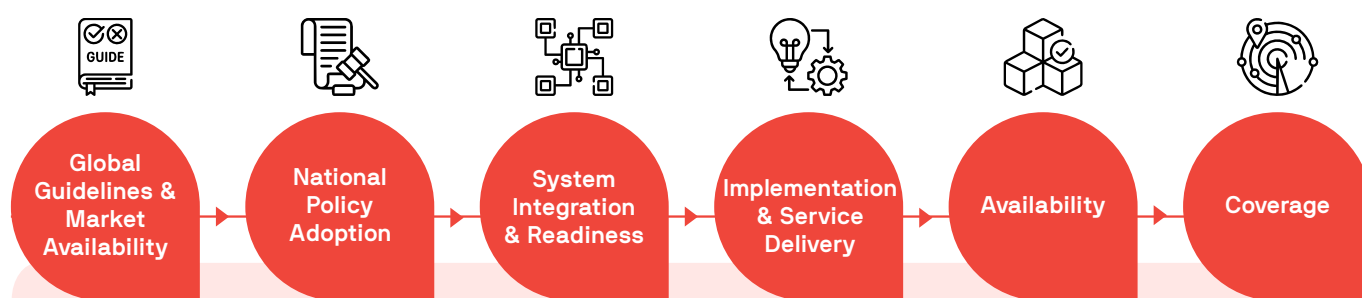 GUIDE
Global
Guidelines &
Market
Availability
National
Policy
Adoption
System
Integration
& Readiness
Implementation
& Service
Delivery
Availability
Coverage